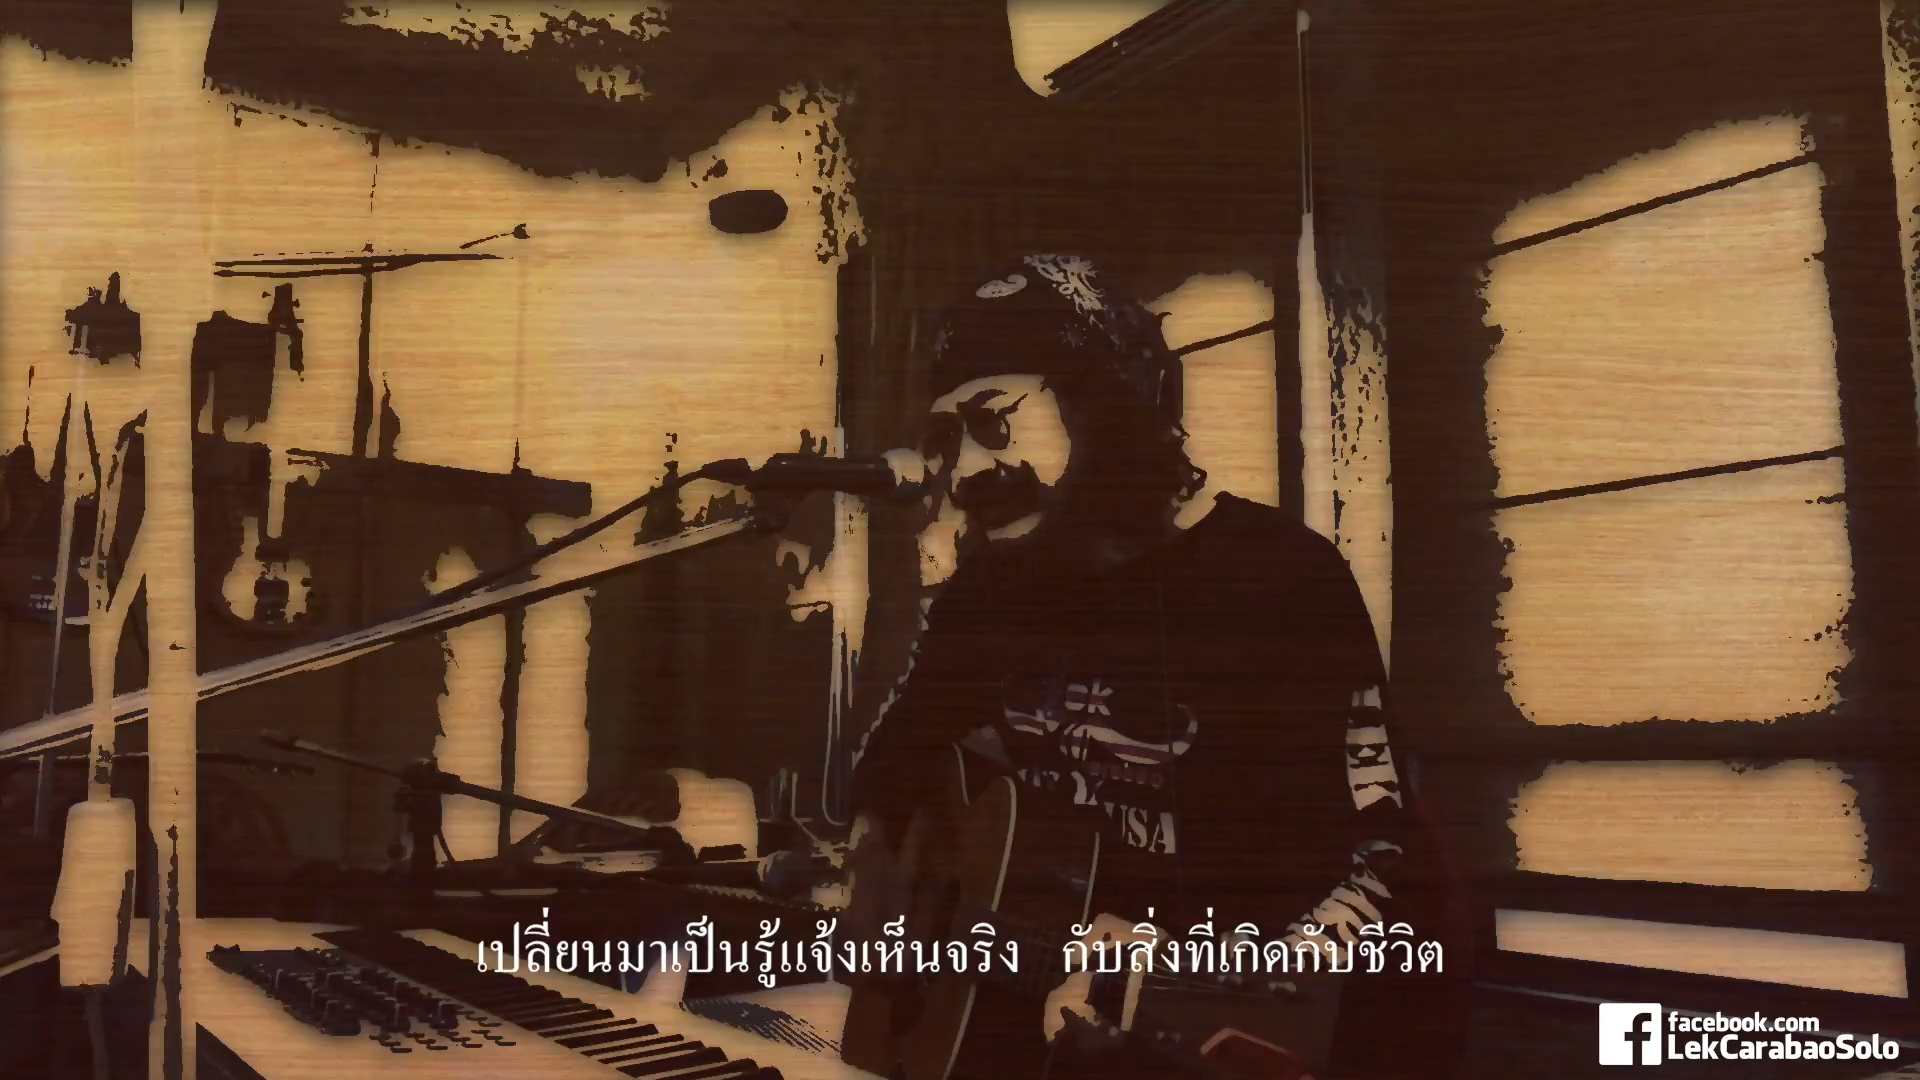 USA
เปลี่ยนมาเป็นรู้แจ้งเห็นจริง กับสิ่งที่เกิดกับชีวิต
facebook.com
LekCarabaoSolo